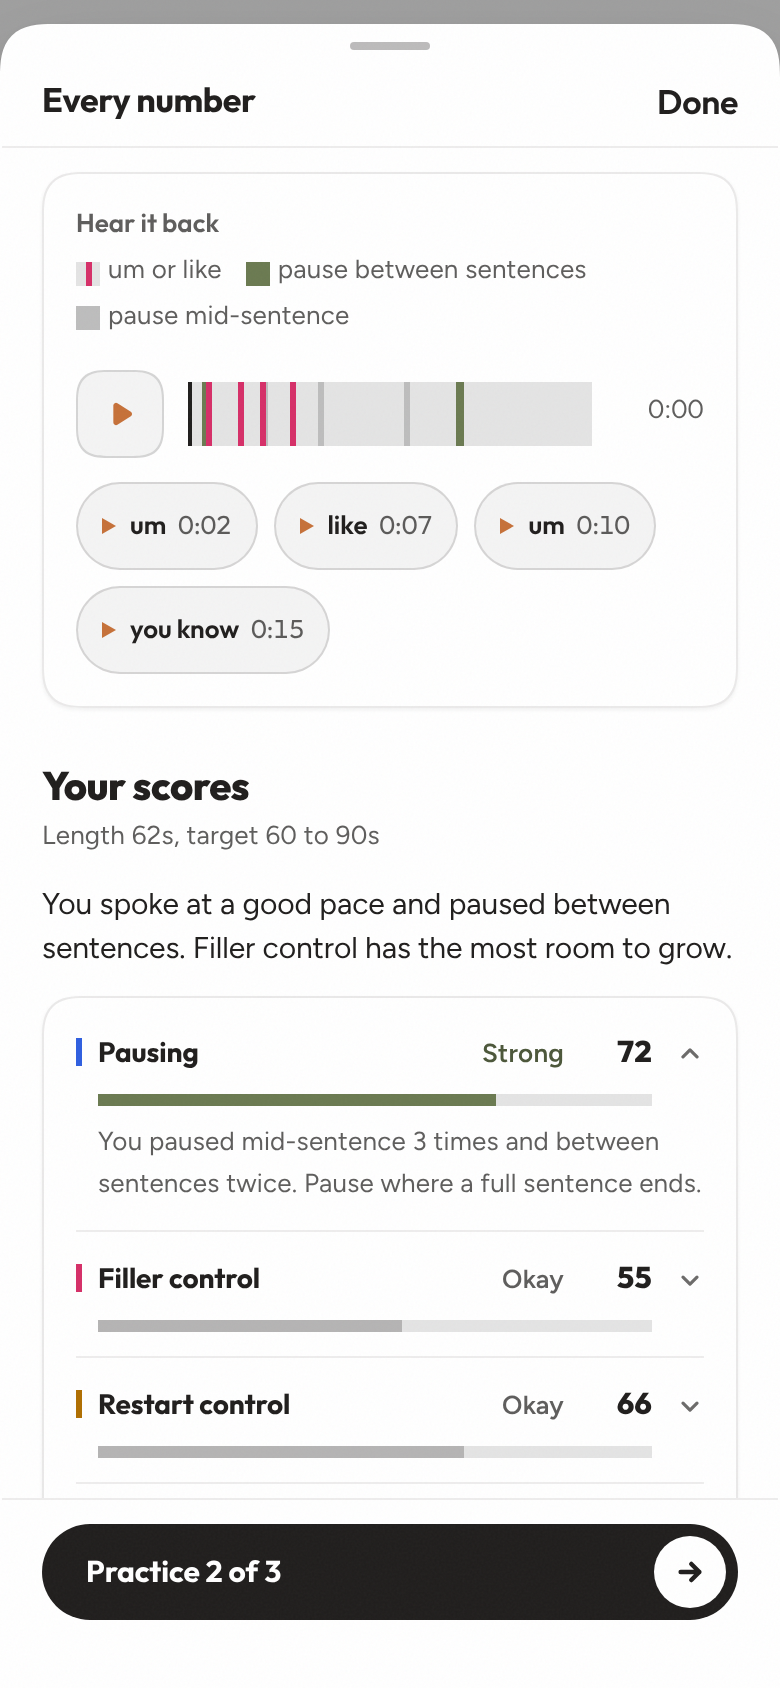 Every number
Done
Hear it back
um or like
pause between sentences
pause mid-sentence
0:00
um 0:02
like 0:07
um 0:10
you know 0:15
Your scores
Length 62s, target 60 to 90s
You spoke at a good pace and paused between
sentences. Filler control has the most room to grow.
Pausing
Strong
72
You paused mid-sentence 3 times and between
sentences twice. Pause where a full sentence ends.
Filler control
Okay
55
Restart control
Okay
66
Practice 2 of 3